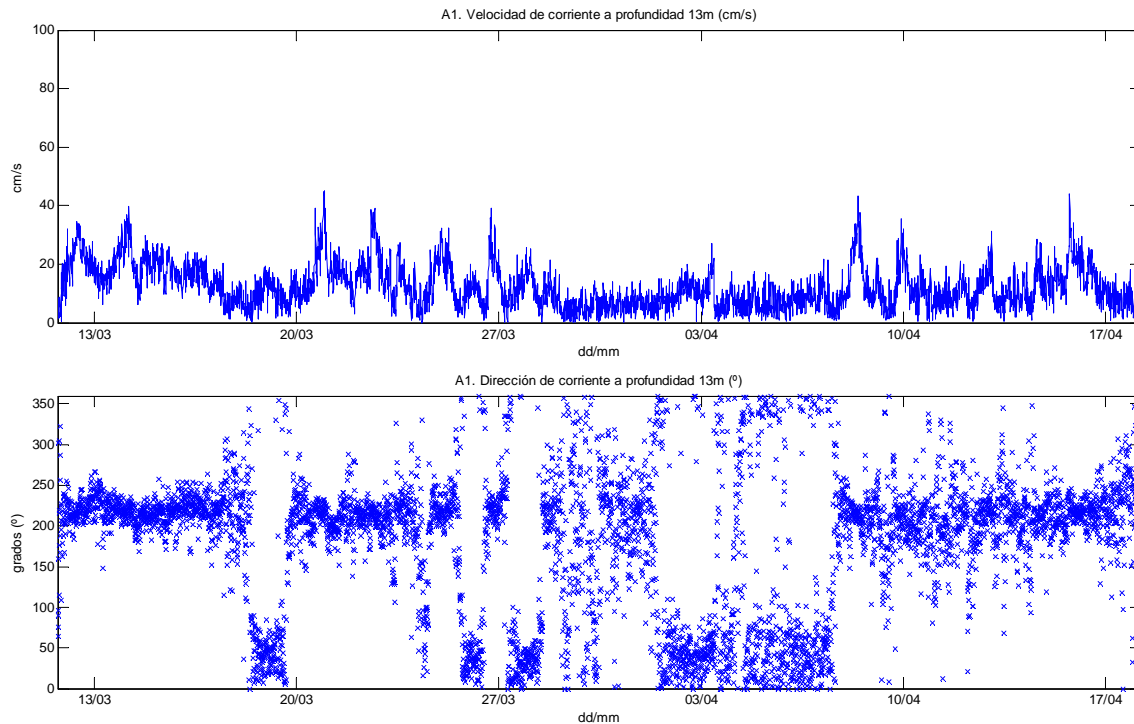 A1. Velocidad de corriente a profundidad 13m (cm/s)
100
80
60
40
20
0
cm/s
13/03 20/03 27/03 03/04 10/04 17/04
dd/mm
A1. Dirección de corriente a profundidad 13m (º)
350
300
250
200
150
100
50
0
grados (º)
13/03 20/03 27/03 03/04 10/04 17/04
dd/mm